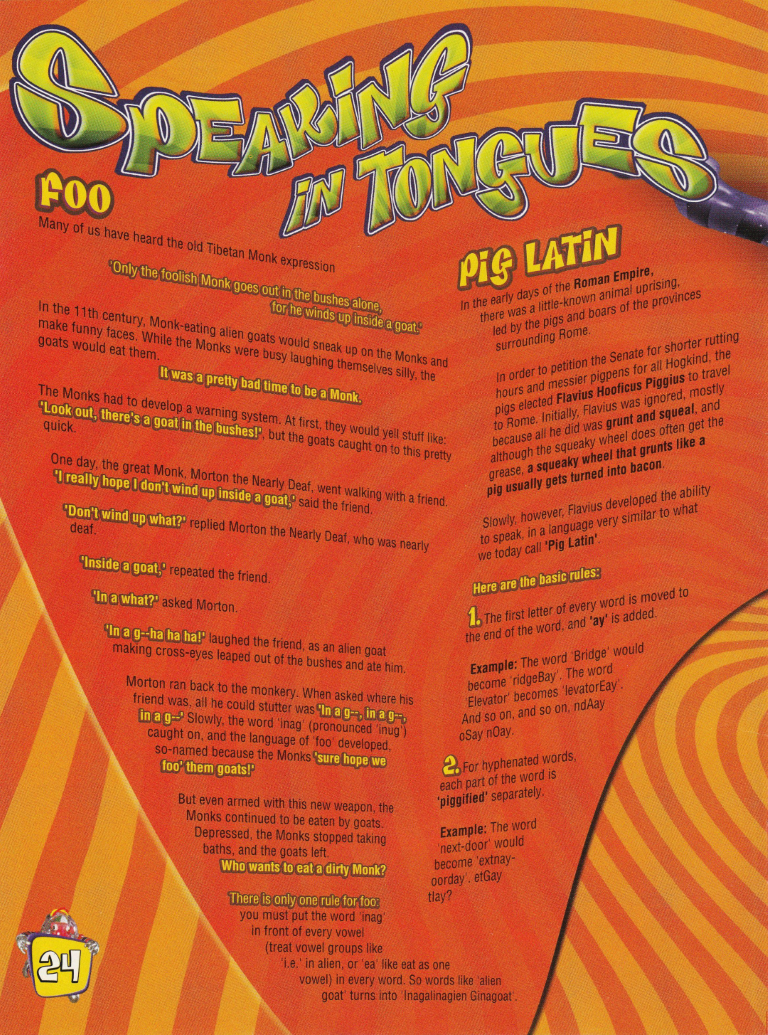 Speaking
in Tongues
Foo
Many of us have heard the old Tibetan Monk expression
'Only the foolish Monk goes out in the bushes alone,
for he winds up inside a goat.'
In the 11th century, Monk-eating alien goats would sneak up on the Monks and
make funny faces. While the Monks were busy laughing themselves silly, the
goats would eat them.
It was a pretty bad time to be a Monk.
The Monks had to develop a warning system. At first, they would yell stuff like:
'Look out, there's a goat in the bushes!', but the goats caught on to this pretty
quick.
One day, the great Monk, Morton the Nearly Deaf, went walking with a friend.
'I really hope I don't wind up inside a goat,' said the friend.
'Don't wind up what?' replied Morton the Nearly Deaf, who was nearly
deaf.
'Inside a goat,' repeated the friend.
'In a what?' asked Morton.
'In a g--ha ha ha!' laughed the friend, as an alien goat
making cross-eyes leaped out of the bushes and ate him.
Morton ran back to the monkery. When asked where his
friend was, all he could stutter was 'In a g--, in a g--,
in a g--' Slowly, the word 'inag' (pronounced 'inug')
caught on, and the language of 'foo' developed,
so-named because the Monks 'sure hope we
foo' them goats!'
But even armed with this new weapon, the
Monks continued to be eaten by goats.
Depressed, the Monks stopped taking
baths, and the goats left.
Who wants to eat a dirty Monk?
There is only one rule for foo:
you must put the word 'inag'
in front of every vowel
(treat vowel groups like
'i.e.' in alien, or 'ea' like eat as one
vowel) in every word. So words like 'alien
goat' turns into 'Inagalinagien Ginagoat'.
Pig Latin
In the early days of the Roman Empire,
there was a little-known animal uprising,
led by the pigs and boars of the provinces
surrounding Rome.
In order to petition the Senate for shorter rutting
hours and messier pigpens for all Hogkind, the
pigs elected Flavius Hooficus Piggius to travel
to Rome. Initially, Flavius was ignored, mostly
because all he did was grunt and squeal, and
although the squeaky wheel does often get the
grease, a squeaky wheel that grunts like a
pig usually gets turned into bacon.
Slowly, however, Flavius developed the ability
to speak, in a language very similar to what
we today call 'Pig Latin'.
Here are the basic rules:
1. The first letter of every word is moved to
the end of the word, and 'ay' is added.
Example: The word 'Bridge' would
become 'ridgeBay'. The word
'Elevator' becomes 'levatorEay'.
And so on, and so on, ndAay
oSay nOay.
2. For hyphenated words,
each part of the word is
'piggified' separately.
Example: The word
'next-door' would
become 'extnay-
oorday'. etGay
tIay?
24